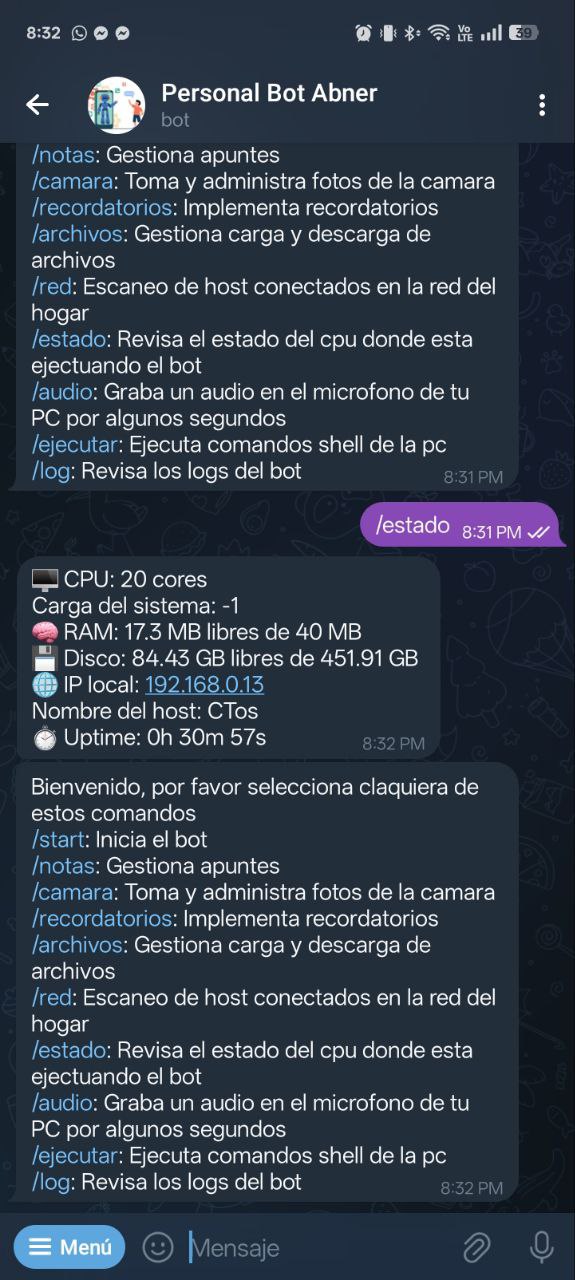 8:32
Vo
LTE
39
Personal Bot Abner
bot
/notas: Gestiona apuntes
/camara: Toma y administra fotos de la camara
/recordatorios: Implementa recordatorios
/archivos: Gestiona carga y descarga de
archivos
/red: Escaneo de host conectados en la red del
hogar
/estado: Revisa el estado del cpu donde esta
ejectuando el bot
/audio: Graba un audio en el microfono de tu
PC por algunos segundos
/ejecutar: Ejecuta comandos shell de la pc
/log: Revisa los logs del bot
8:31 PM
/estado 8:31 PM
CPU: 20 cores
Carga del sistema: -1
RAM: 17.3 MB libres de 40 MB
Disco: 84.43 GB libres de 451.91 GB
IP local: 192.168.0.13
Nombre del host: CTos
Uptime: 0h 30m 57s
8:32 PM
Bienvenido, por favor selecciona claquiera de
estos comandos
/start: Inicia el bot
/notas: Gestiona apuntes
/camara: Toma y administra fotos de la camara
/recordatorios: Implementa recordatorios
/archivos: Gestiona carga y descarga de
archivos
/red: Escaneo de host conectados en la red del
hogar
/estado: Revisa el estado del cpu donde esta
ejectuando el bot
/audio: Graba un audio en el microfono de tu
PC por algunos segundos
/ejecutar: Ejecuta comandos shell de la pc
/log: Revisa los logs del bot
8:32 PM
Menú
Mensaje